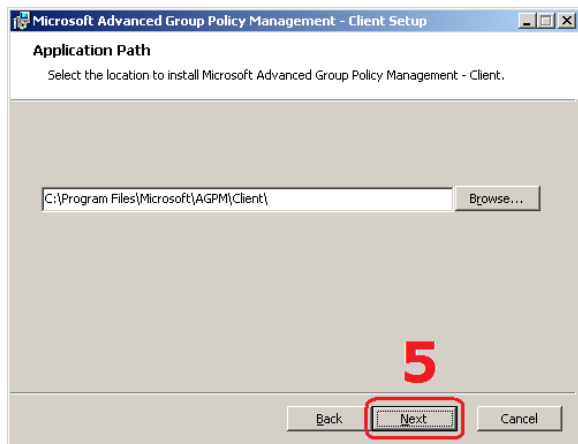 Microsoft Advanced Group Policy Management - Client Setup
Application Path
Select the location to install Microsoft Advanced Group Policy Management - Client.
C:\Program Files\Microsoft\AGPM\Client\
Browse...
5
Back
Next
Cancel